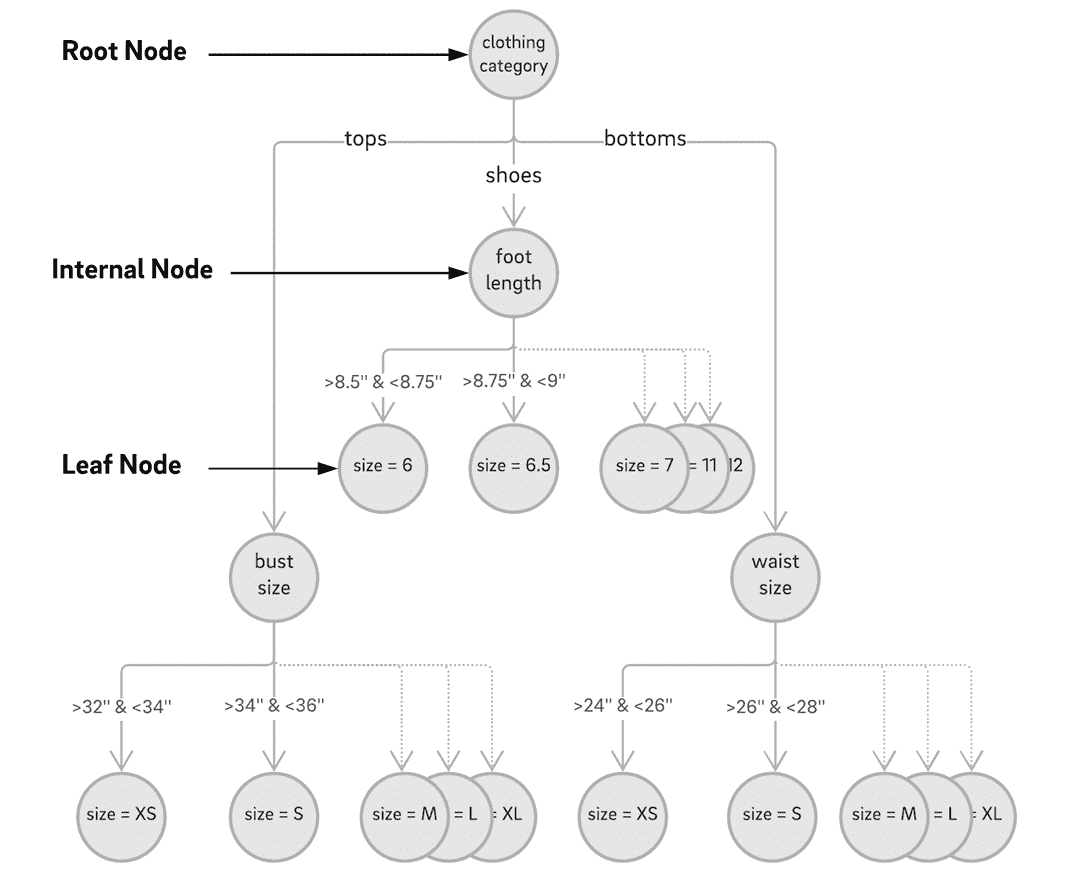 clothing
category
Root Node
tops
bottoms
shoes
foot
length
Internal Node
>8.5" & <8.75"
>8.75" & <9"
Leaf Node
size = 6
size = 6.5
size = 7
= 11
12
bust
size
waist
size
>32" & <34"
>34" & <36"
>24" & <26"
>26" & <28"
size = XS
size = S
size = M
= L
= XL
size = XS
size = S
size = M
= L
= XL